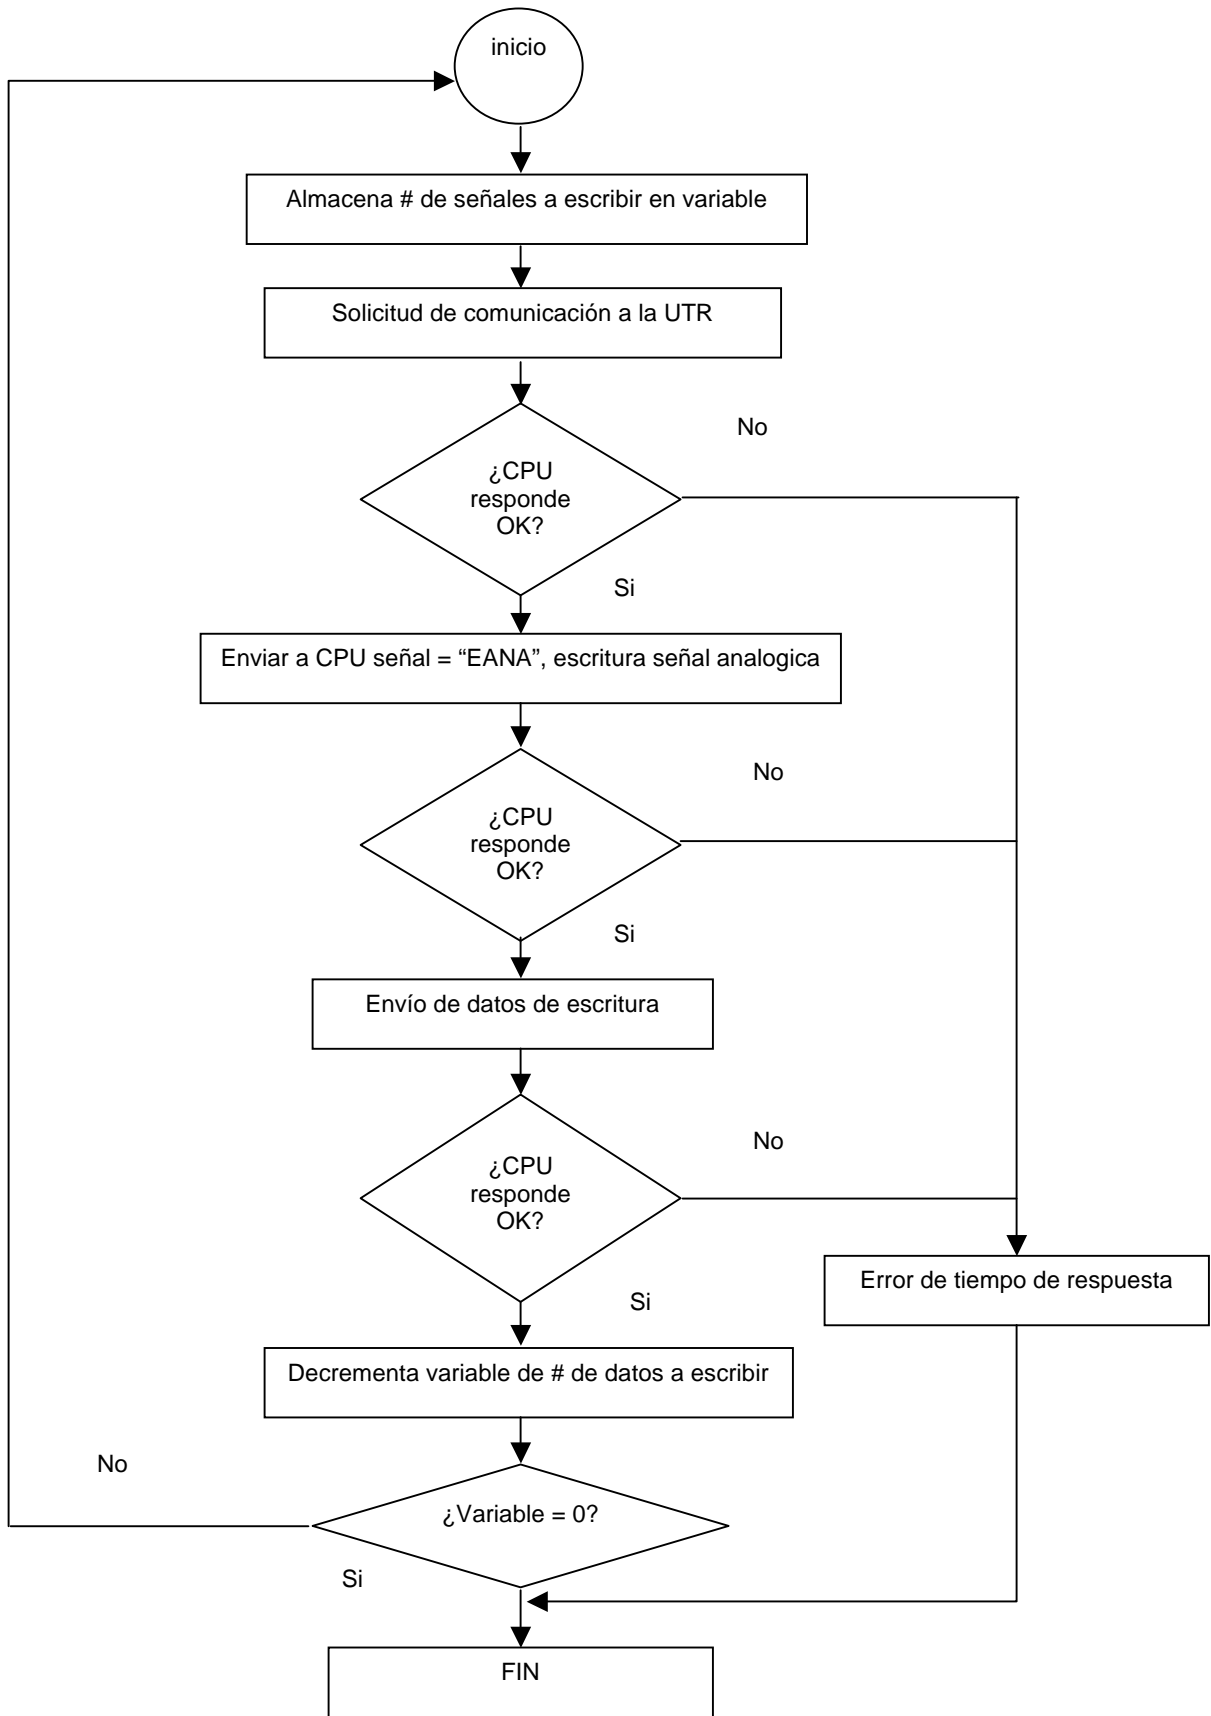 inicio
Almacena # de señales a escribir en variable
Solicitud de comunicación a la UTR
No
¿CPU
responde
OK?
Si
Enviar a CPU señal = “EANA”, escritura señal analogica
No
¿CPU
responde
OK?
Si
Envío de datos de escritura
No
¿CPU
responde
OK?
Error de tiempo de respuesta
Si
Decrementa variable de # de datos a escribir
No
¿Variable = 0?
Si
FIN